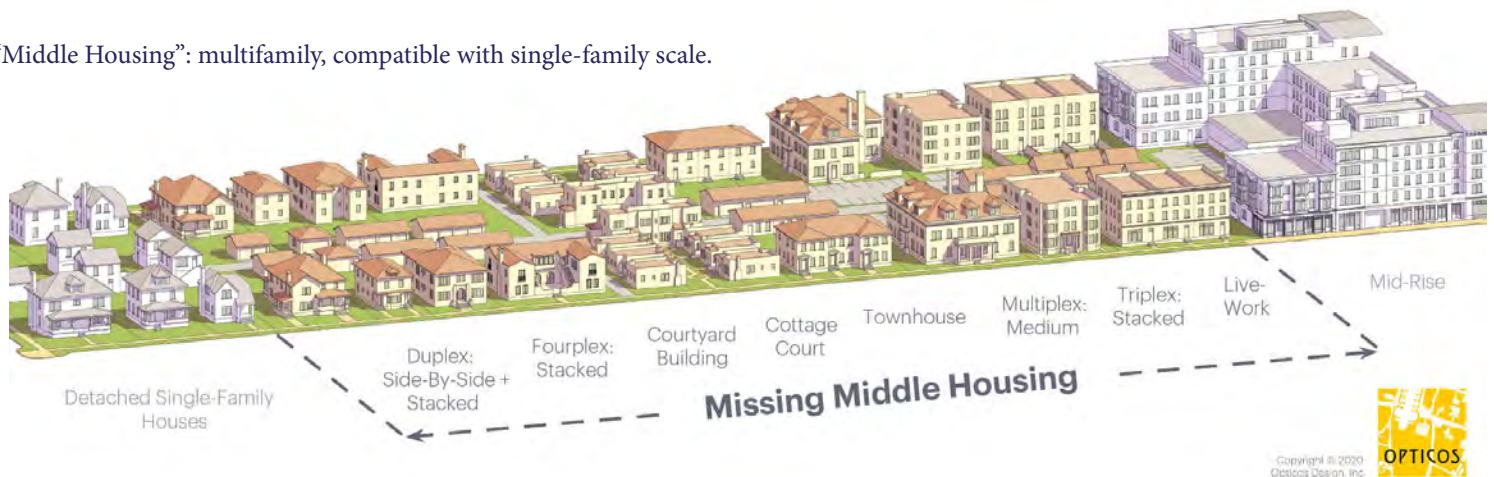 “Middle Housing”: multifamily, compatible with single-family scale.
Detached Single-Family
Houses
Duplex:
Side-By-Side +
Stacked
Fourplex:
Stacked
Courtyard
Building
Cottage
Court
Townhouse
Multiplex:
Medium
Triplex:
Stacked
Live-
Work
Mid-Rise
Missing Middle Housing
Copyright © 2020
Opticos Design, Inc.
OPTICOS